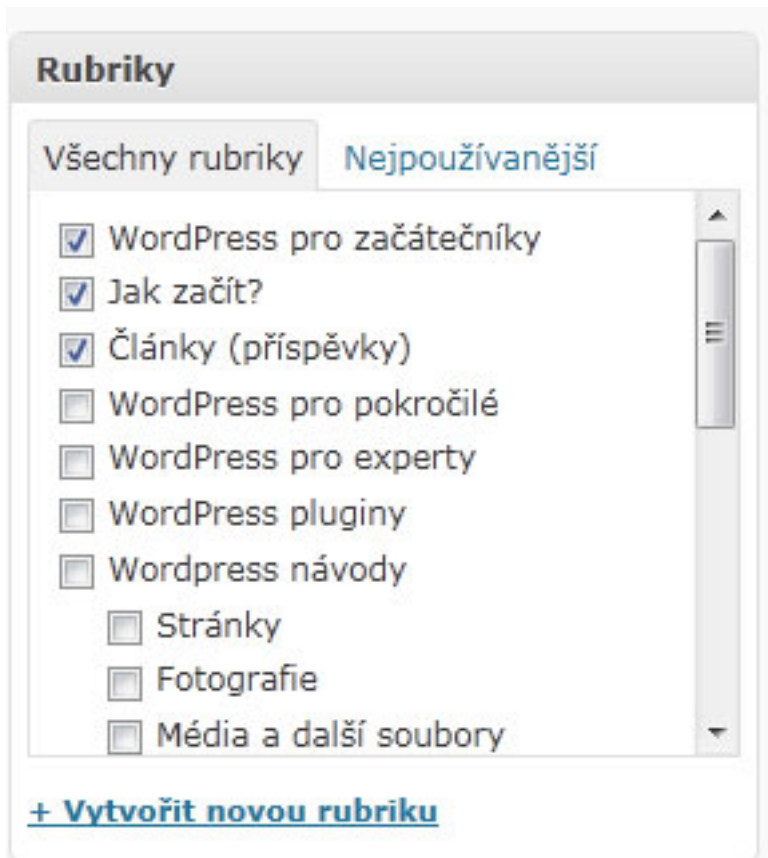 Rubriky
Všechny rubriky Nejpoužívanější
WordPress pro začátečníky
Jak začít?
Články (příspěvky)
WordPress pro pokročilé
WordPress pro experty
WordPress pluginy
Wordpress návody
Stránky
Fotografie
Média a další soubory
+ Vytvořit novou rubriku